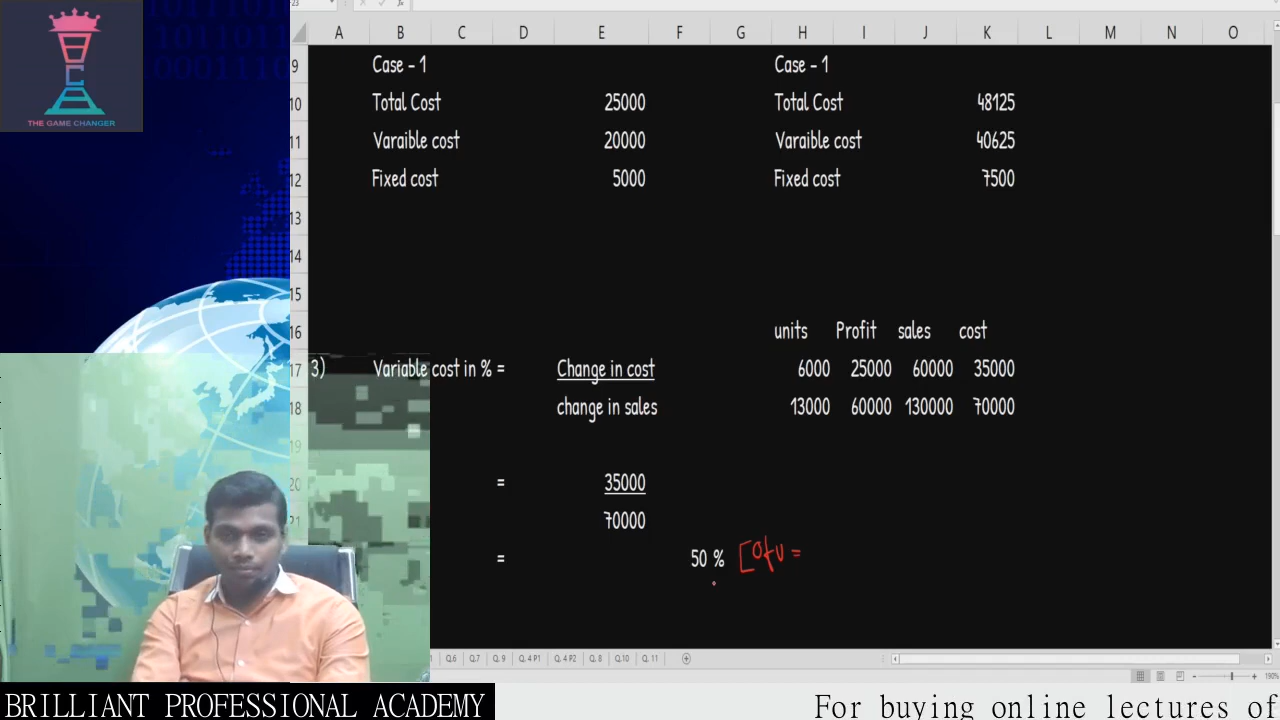 THE GAME CHANGER
A B C D E F G H I J K L M N O
9 Case - 1 Case - 1
10 Total Cost 25000 Total Cost 48125
11 Varaible cost 20000 Varaible cost 40625
12 Fixed cost 5000 Fixed cost 7500
13
14
15
16 units Profit sales cost
17 3) Variable cost in % = Change in cost 6000 25000 60000 35000
18 change in sales 13000 60000 130000 70000
19
20 = 35000
21 70000
= 50 %
Q.6 Q.7 Q. 9 Q. 4 P1 Q. 4 P2 Q. 8 Q.10 Q. 11
190%
BRILLIANT PROFESSIONAL ACADEMY For buying online lectures of